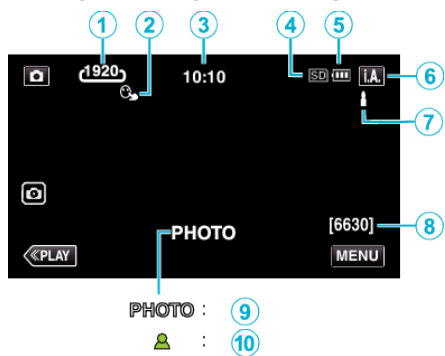 1 2 3 4 5
1920 10:10 SD i.A. 6
7
PHOTO [6630] 8
≪PLAY MENU
PHOTO : 9
: 10